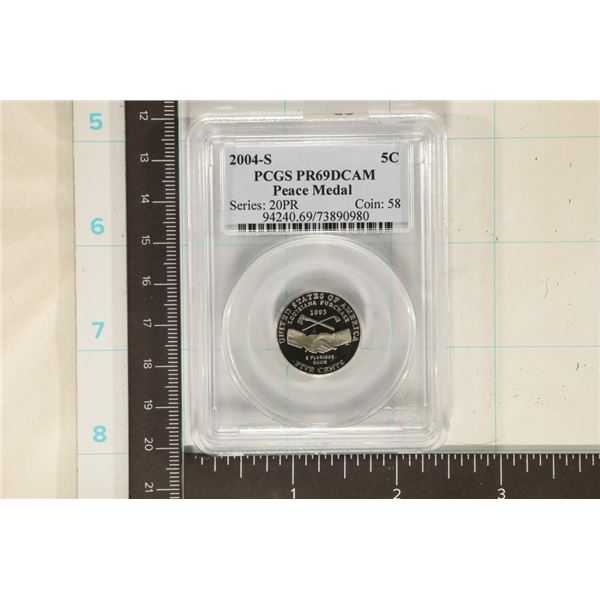 2004-S 5C
PCGS PR69DCAM
Peace Medal
Series: 20PR Coin: 58
94240.69/73890980
UNITED STATES OF AMERICA
LOUISIANA PURCHASE
1803
E PLURIBUS
UNUM
FIVE CENTS
5
6
7
8
12
13
14
15
16
17
18
19
20
21
1 2 3